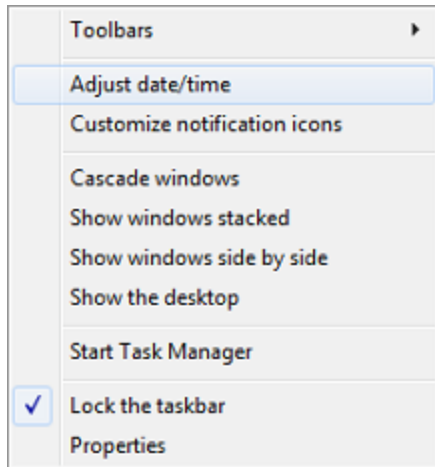 Toolbars
Adjust date/time
Customize notification icons
Cascade windows
Show windows stacked
Show windows side by side
Show the desktop
Start Task Manager
Lock the taskbar
Properties